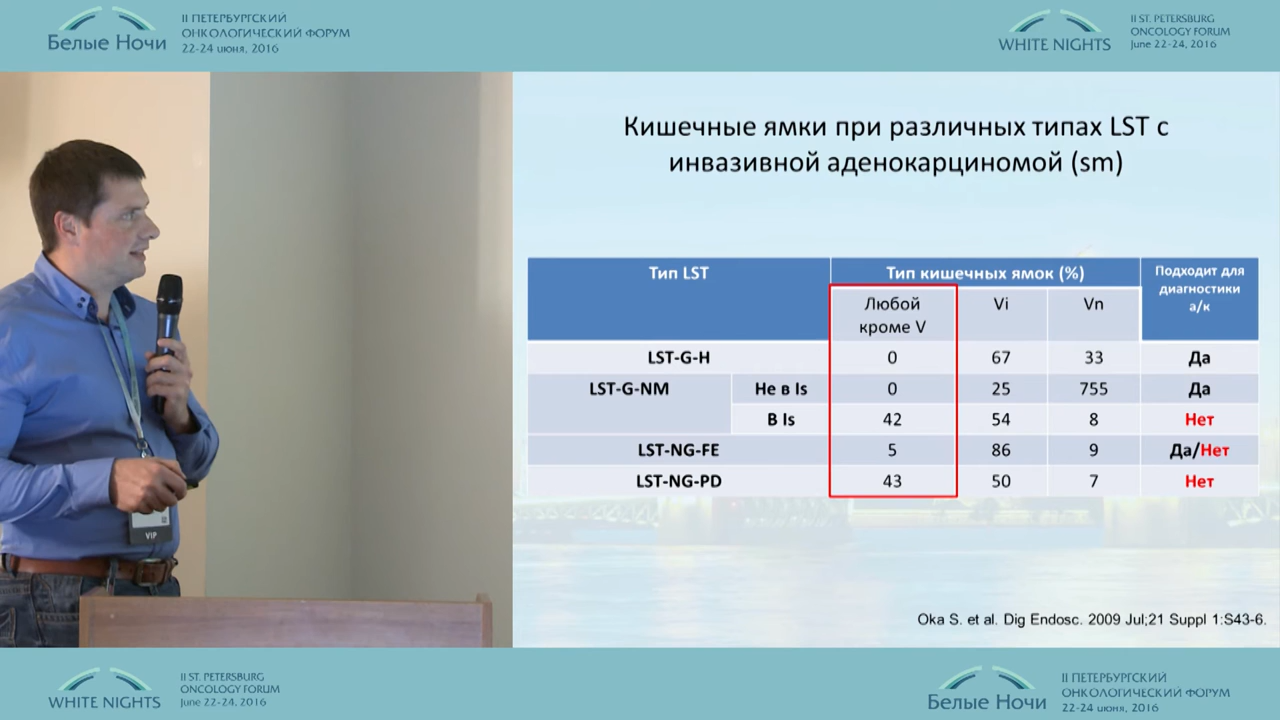 Белые Ночи
II ПЕТЕРБУРГСКИЙ
ОНКОЛОГИЧЕСКИЙ ФОРУМ
22-24 июня, 2016
WHITE NIGHTS
II ST. PETERSBURG
ONCOLOGY FORUM
June 22-24, 2016
Кишечные ямки при различных типах LST с
инвазивной аденокарциномой (sm)
Тип LST
Тип кишечных ямок (%)
Подходит для
диагностики
а/к
Любой
кроме V
Vi
Vn
LST-G-H 0 67 33 Да
LST-G-NM Не в Is 0 25 755 Да
В Is 42 54 8 Нет
LST-NG-FE 5 86 9 Да/Нет
LST-NG-PD 43 50 7 Нет
Oka S. et al. Dig Endosc. 2009 Jul;21 Suppl 1:S43-6.
VIP
WHITE NIGHTS
II ST. PETERSBURG
ONCOLOGY FORUM
June 22-24, 2016
Белые Ночи
II ПЕТЕРБУРГСКИЙ
ОНКОЛОГИЧЕСКИЙ ФОРУМ
22-24 июня, 2016